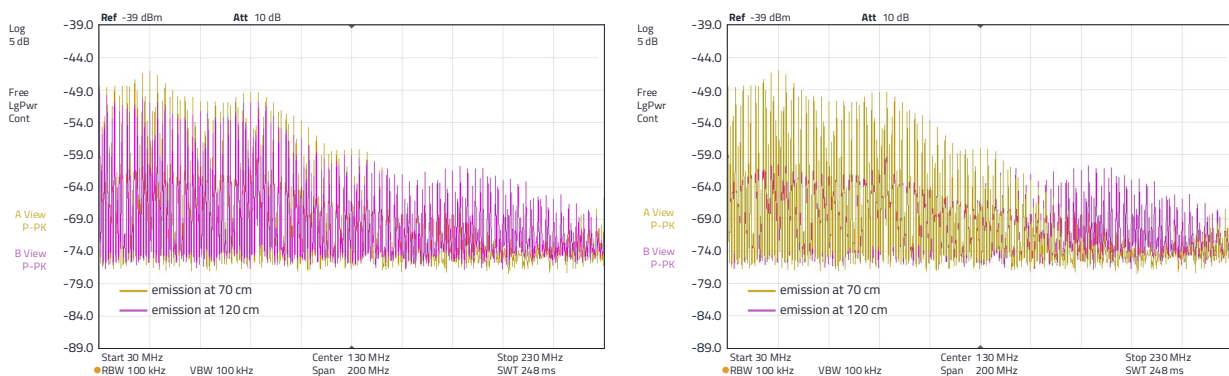 Ref -39 dBm Att 10 dB
Log
5 dB
Free
LgPwr
Cont
A View
P-PK
B View
P-PK
-39.0
-44.0
-49.0
-54.0
-59.0
-64.0
-69.0
-74.0
-79.0
-84.0
-89.0
emission at 70 cm
emission at 120 cm
Start 30 MHz Center 130 MHz Stop 230 MHz
RBW 100 kHz VBW 100 kHz Span 200 MHz SWT 248 ms
Ref -39 dBm Att 10 dB
Log
5 dB
Free
LgPwr
Cont
A View
P-PK
B View
P-PK
-39.0
-44.0
-49.0
-54.0
-59.0
-64.0
-69.0
-74.0
-79.0
-84.0
-89.0
emission at 70 cm
emission at 120 cm
Start 30 MHz Center 130 MHz Stop 230 MHz
RBW 100 kHz VBW 100 kHz Span 200 MHz SWT 248 ms